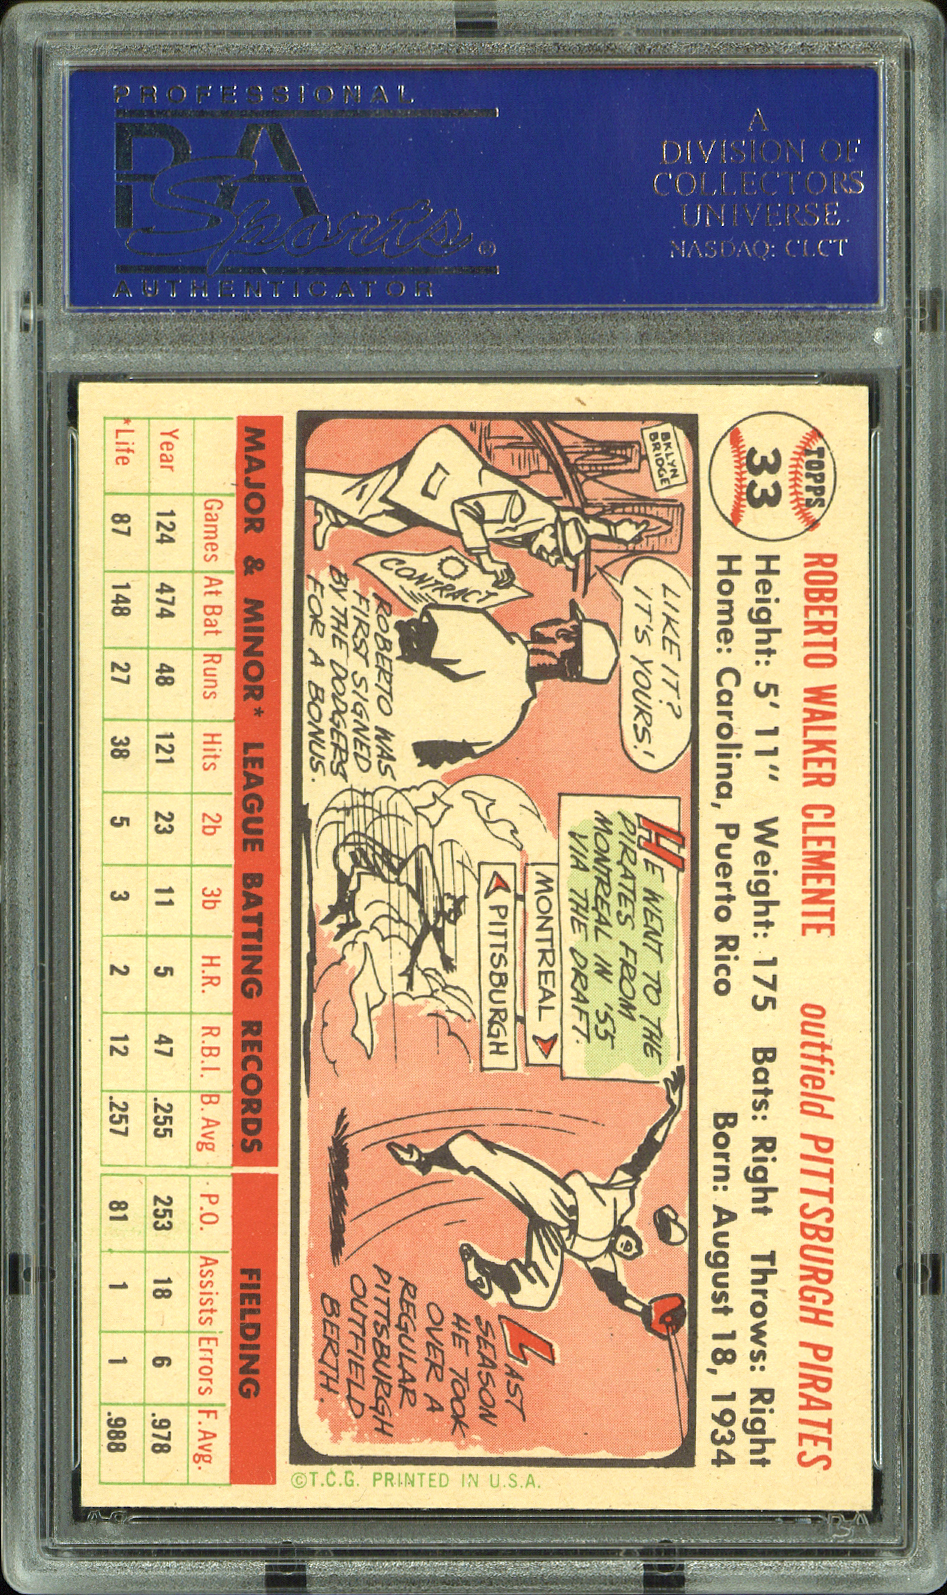 PROFESSIONAL
PSA
Sports®
AUTHENTICATOR
A
DIVISION OF
COLLECTORS
UNIVERSE
NASDAQ: CLCT
TOPPS
33
ROBERTO WALKER CLEMENTE outfield PITTSBURGH PIRATES
Height: 5' 11" Weight: 175 Bats: Right Throws: Right
Home: Carolina, Puerto Rico Born: August 18, 1934
BKLYN
BRIDGE
LIKE IT?
IT'S YOURS!
CONTRACT
ROBERTO WAS
FIRST SIGNED
BY THE DODGERS
FOR A BONUS.
HE WENT TO THE
PIRATES FROM
MONTREAL IN '55
VIA THE DRAFT.
MONTREAL
PITTSBURGH
LAST
SEASON
HE TOOK
OVER A
REGULAR
PITTSBURGH
OUTFIELD
BERTH.
©T.C.G. PRINTED IN U.S.A.
MAJOR & MINOR* LEAGUE BATTING RECORDS FIELDING
Games At Bat Runs Hits 2b 3b H.R. R.B.I. B. Avg P.O. Assists Errors F. Avg.
Year 124 474 48 121 23 11 5 47 .255 253 18 6 .978
*Life 87 148 27 38 5 3 2 12 .257 81 1 1 .988
PSA